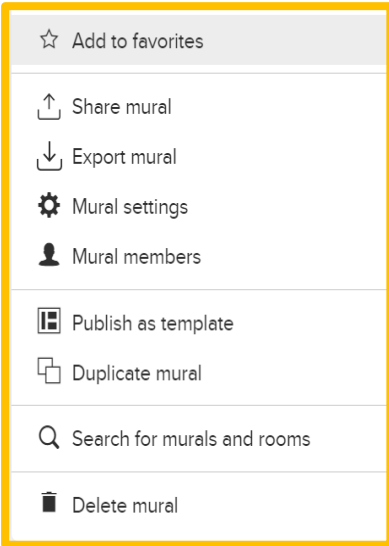 Add to favorites
Share mural
Export mural
Mural settings
Mural members
Publish as template
Duplicate mural
Search for murals and rooms
Delete mural